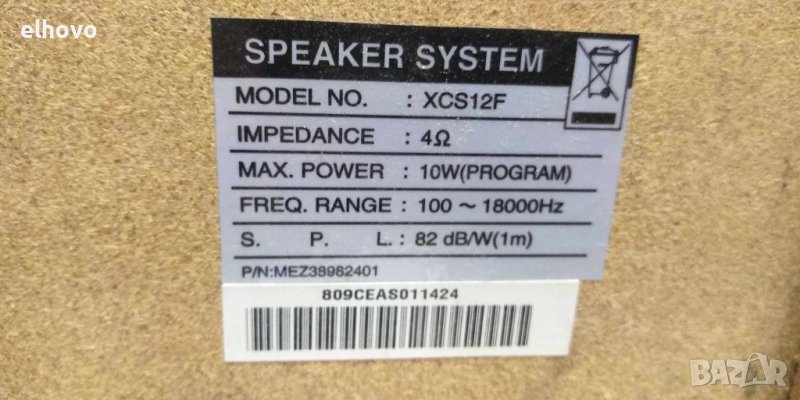 elhovo
SPEAKER SYSTEM
MODEL NO. : XCS12F
IMPEDANCE : 4Ω
MAX. POWER : 10W(PROGRAM)
FREQ. RANGE : 100 ~ 18000Hz
S. P. L. : 82 dB/W(1m)
P/N:MEZ38982401
809CEAS011424
BAZAR